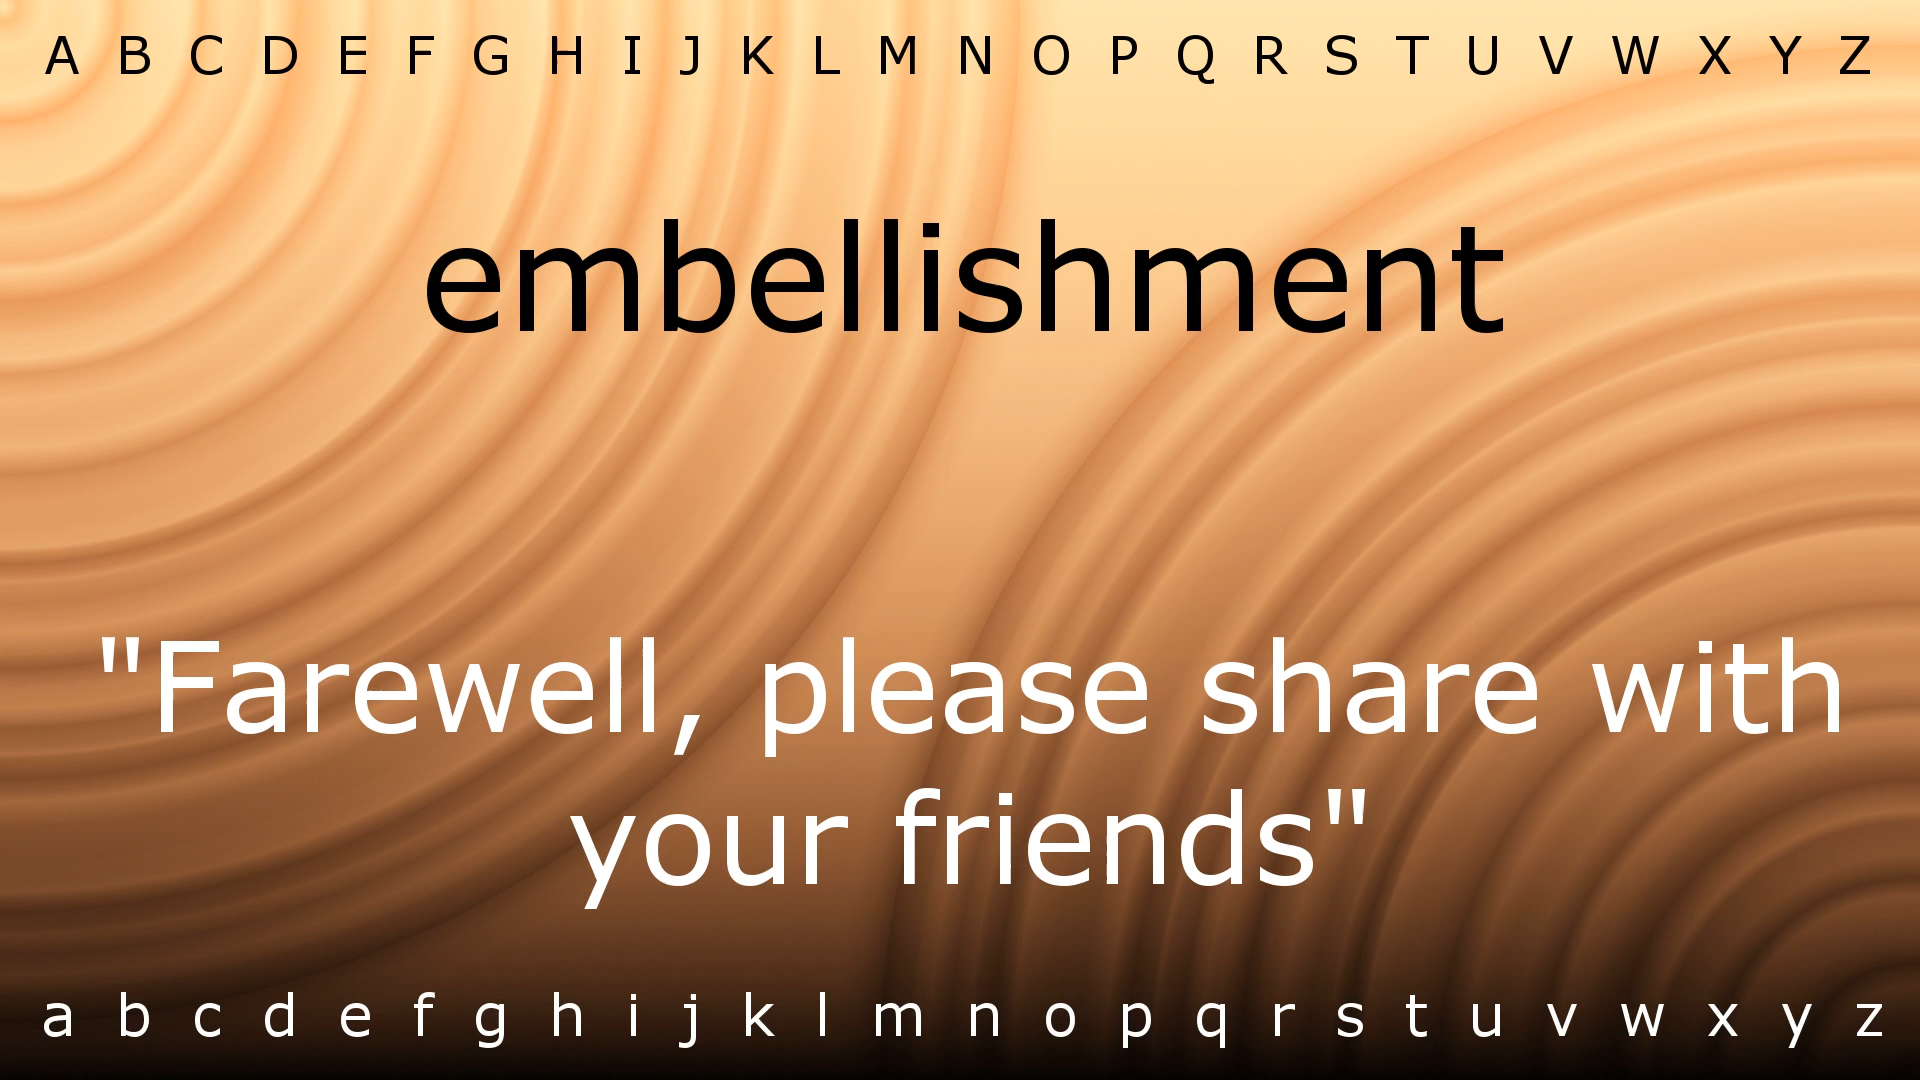 A B C D E F G H I J K L M N O P Q R S T U V W X Y Z
embellishment
"Farewell, please share with
your friends"
a b c d e f g h i j k l m n o p q r s t u v w x y z